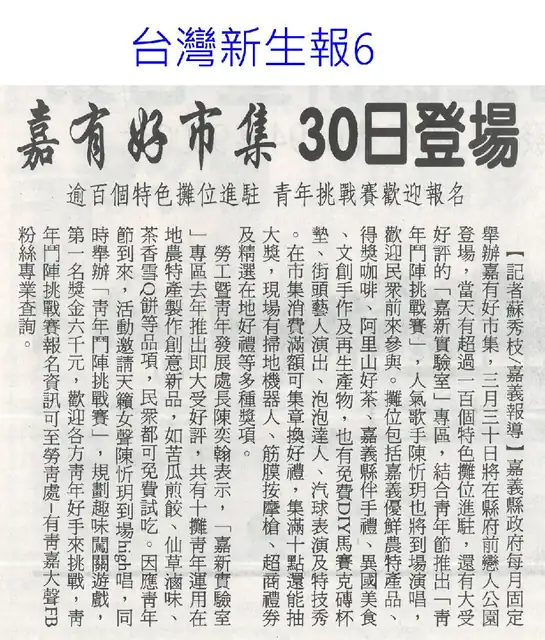 台灣新生報6
嘉有好市集 30日登場
逾百個特色攤位進駐 青年挑戰賽歡迎報名
【記者蘇秀枝/嘉義報導】嘉義縣政府每月固定
舉辦嘉有好市集,三月三十日將在縣府前戀人公園
登場,當天有超過一百個特色攤位進駐,還有大受
好評的「嘉新實驗室」專區,結合青年節推出「青
年鬥陣挑戰賽」,人氣歌手陳忻玥也將到場演唱,
歡迎民眾前來參與。攤位包括嘉義優鮮農特產品、
得獎咖啡、阿里山好茶、嘉義縣伴手禮、異國美食
、文創手作及再生產物,也有免費DIY馬賽克磚杯
墊、街頭藝人演出、泡泡達人、汽球表演及特技秀
。在市集消費滿額可集章換好禮,集滿十點還能抽
大獎,現場有掃地機器人、筋膜按摩槍、超商禮券
及精選在地好禮等多種獎項。
勞工暨青年發展處長陳奕翰表示,「嘉新實驗室
」專區去年推出即大受好評,共有十攤青年運用在
地農特產製作創意新品,如苦瓜煎餃、仙草滷味、
茶香雪Q餅等品項,民眾都可免費試吃。因應青年
節到來,活動邀請天籟女聲陳忻玥到場high唱,同
時舉辦「青年鬥陣挑戰賽」,規劃趣味闖關遊戲,
第一名獎金六千元,歡迎各方青年好手來挑戰,青
年鬥陣挑戰賽報名資訊可至勞青處-有青嘉大聲FB
粉絲專業查詢。